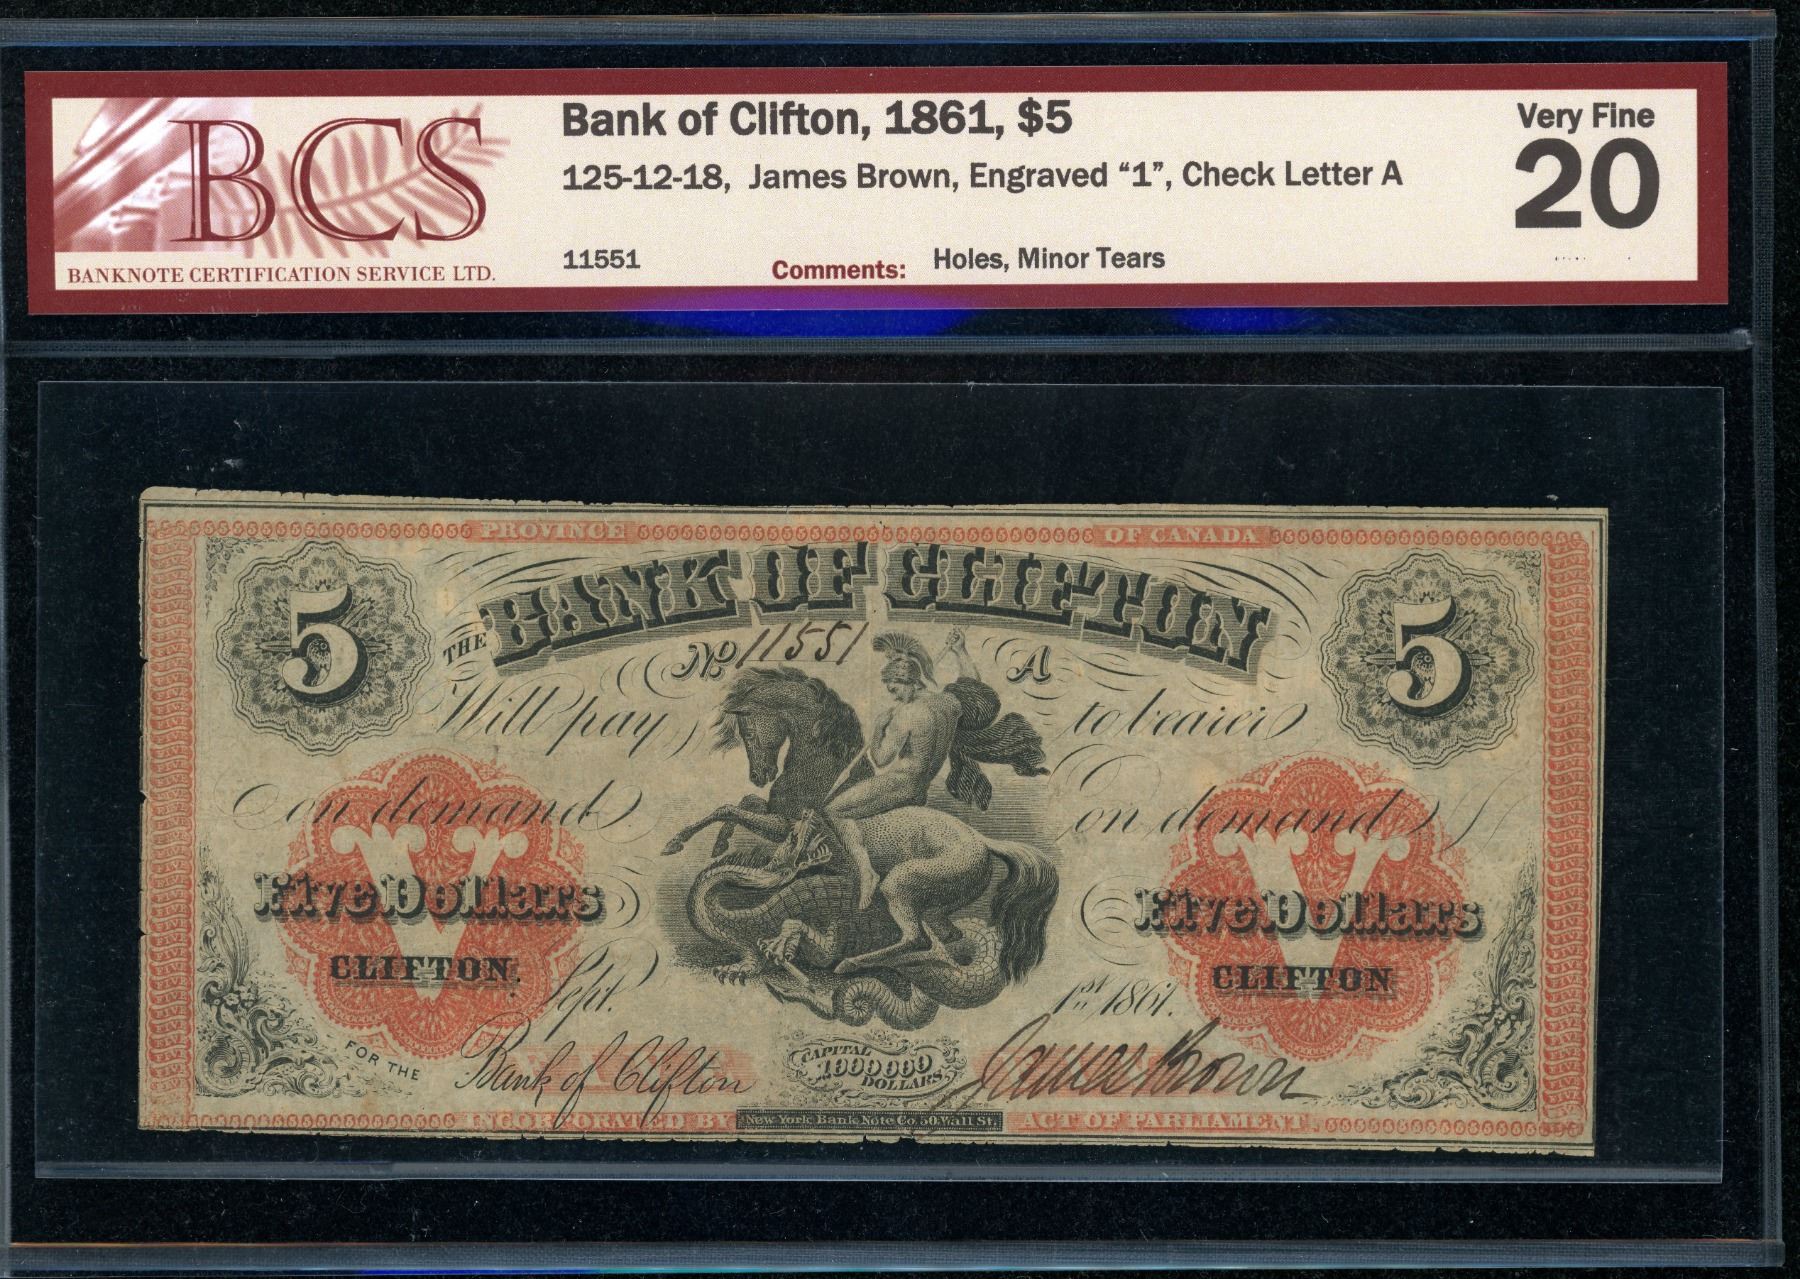 BCS
BANKNOTE CERTIFICATION SERVICE LTD.
Bank of Clifton, 1861, $5
125-12-18, James Brown, Engraved “1”, Check Letter A
11551
Comments: Holes, Minor Tears
Very Fine
20
PROVINCE OF CANADA
5 5
THE BANK OF CLIFTON
No 11551 A
Will pay to bearer
on demand on demand
V V
Five Dollars Five Dollars
CLIFTON. CLIFTON
Sept. 1st 1861.
FOR THE Bank of Clifton
CAPITAL
1000000
DOLLARS
James Brown
INCORPORATED BY ACT OF PARLIAMENT.
New York Bank Note Co. 50 Wall St.